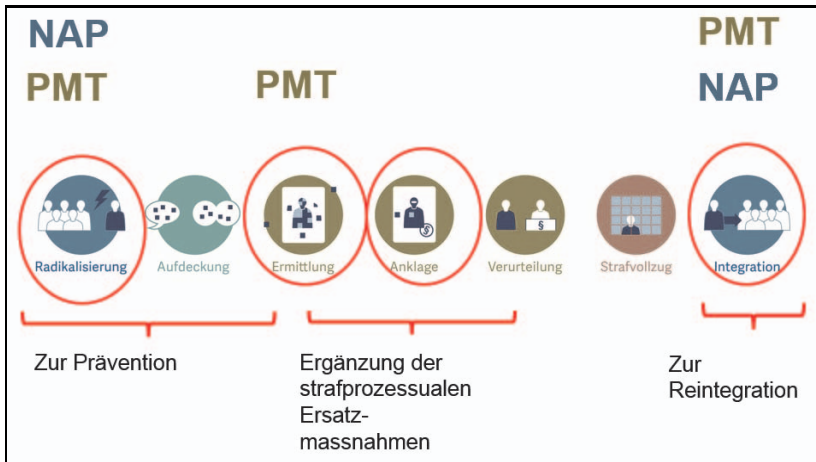 NAP
PMT
PMT
PMT
NAP
Radikalisierung
Aufdeckung
Ermittlung
§
Anklage
§
Verurteilung
Strafvollzug
Integration
Zur Prävention
Ergänzung der
strafprozessualen
Ersatz-
massnahmen
Zur
Reintegration